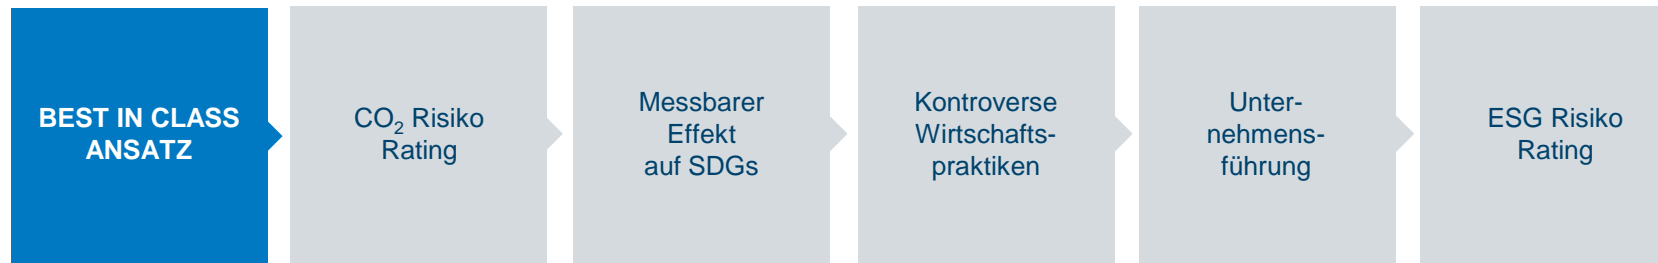 BEST IN CLASS
ANSATZ
CO₂ Risiko
Rating
Messbarer
Effekt
auf SDGs
Kontroverse
Wirtschafts-
praktiken
Unter-
nehmens-
führung
ESG Risiko
Rating